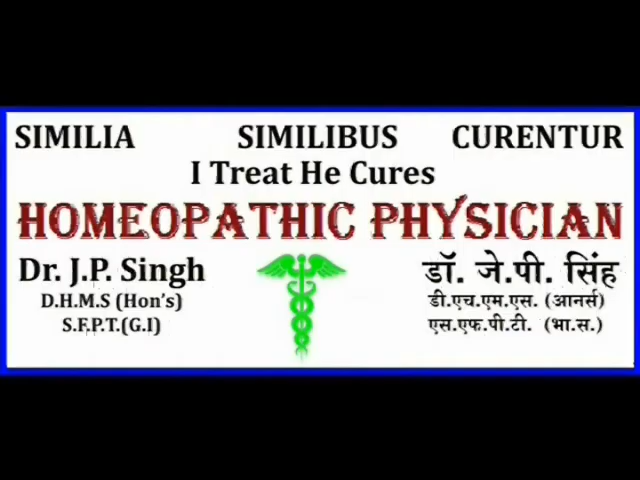 SIMILIA SIMILIBUS CURENTUR
I Treat He Cures
HOMEOPATHIC PHYSICIAN
Dr. J.P. Singh
D.H.M.S (Hon's)
S.F.P.T.(G.I)
डॉ. जे.पी. सिंह
डी.एच.एम.एस. (आनर्स)
एस.एफ.पी.टी. (भा.स.)